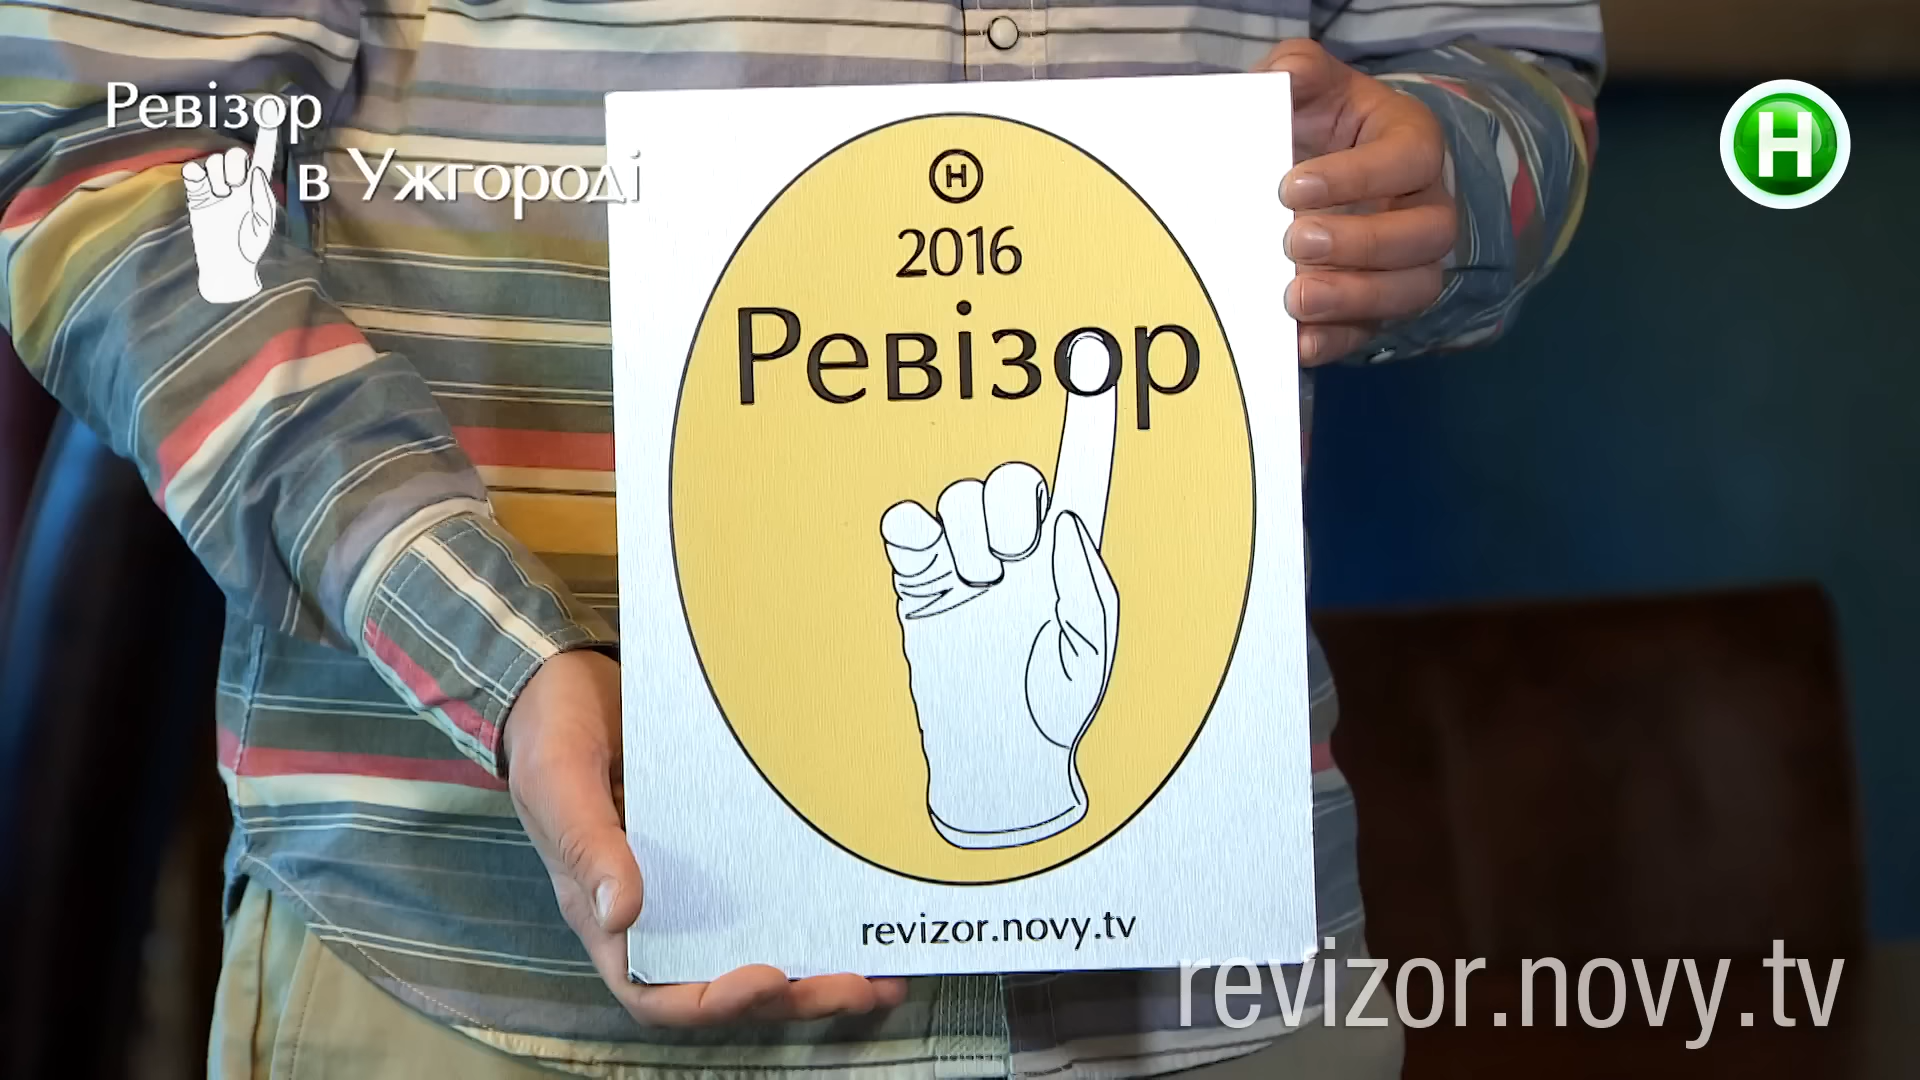 Ревізор
в Ужгороді
Н
Н
2016
Ревізор
revizor.novy.tv
revizor.novy.tv